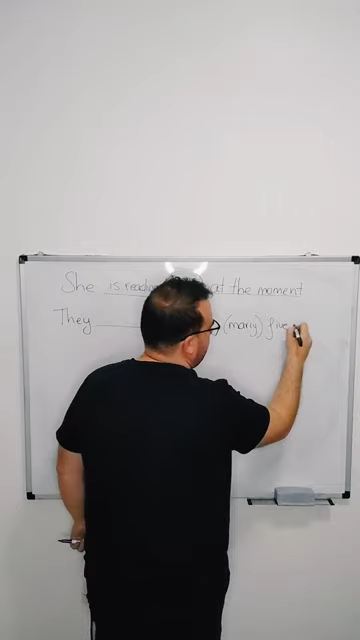 She is reading at the moment
They (marry) five